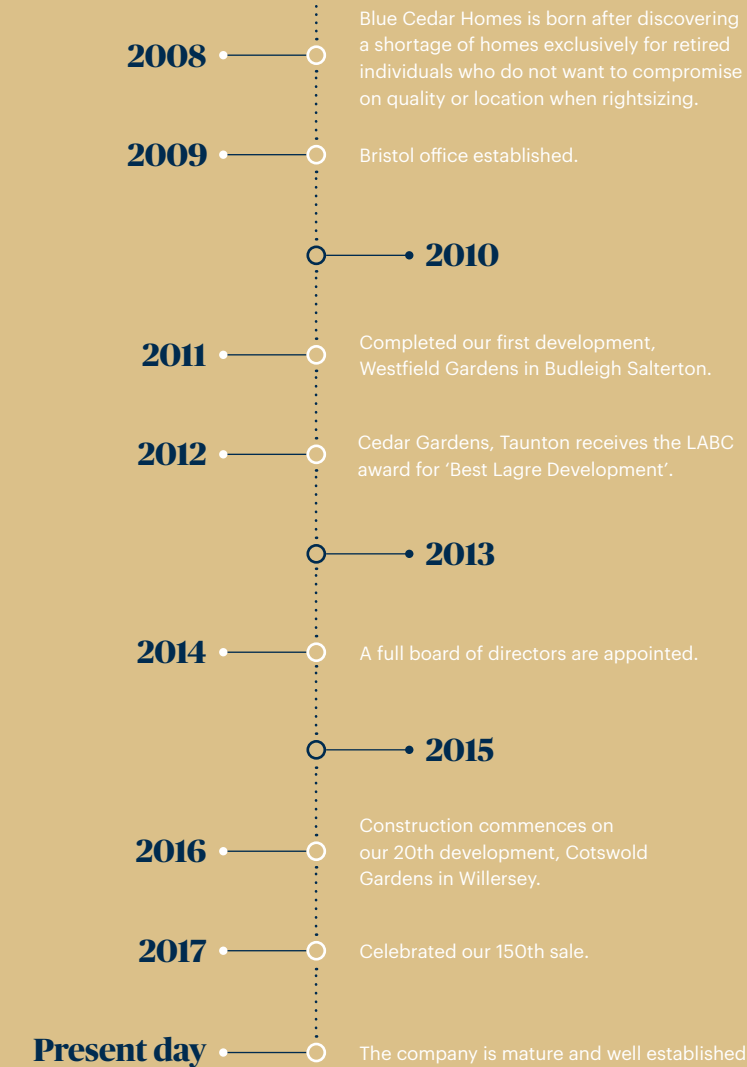 2008
Blue Cedar Homes is born after discovering
a shortage of homes exclusively for retired
individuals who do not want to compromise
on quality or location when rightsizing.
2009
Bristol office established.
2010
2011
Completed our first development,
Westfield Gardens in Budleigh Salterton.
2012
Cedar Gardens, Taunton receives the LABC
award for ‘Best Lagre Development’.
2013
2014
A full board of directors are appointed.
2015
2016
Construction commences on
our 20th development, Cotswold
Gardens in Willersey.
2017
Celebrated our 150th sale.
Present day
The company is mature and well established